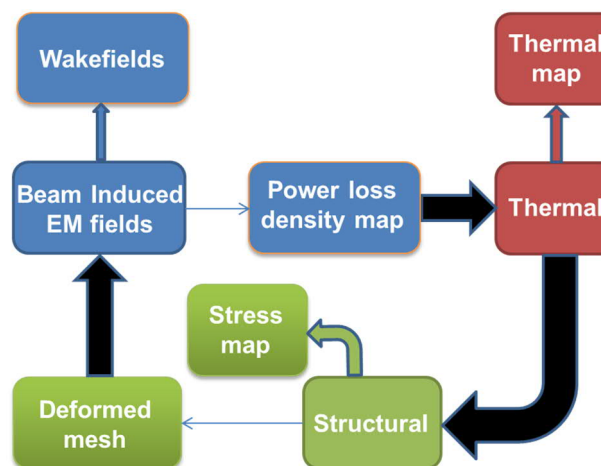 Wakefields
Thermal
map
Beam Induced
EM fields
Power loss
density map
Thermal
Stress
map
Deformed
mesh
Structural